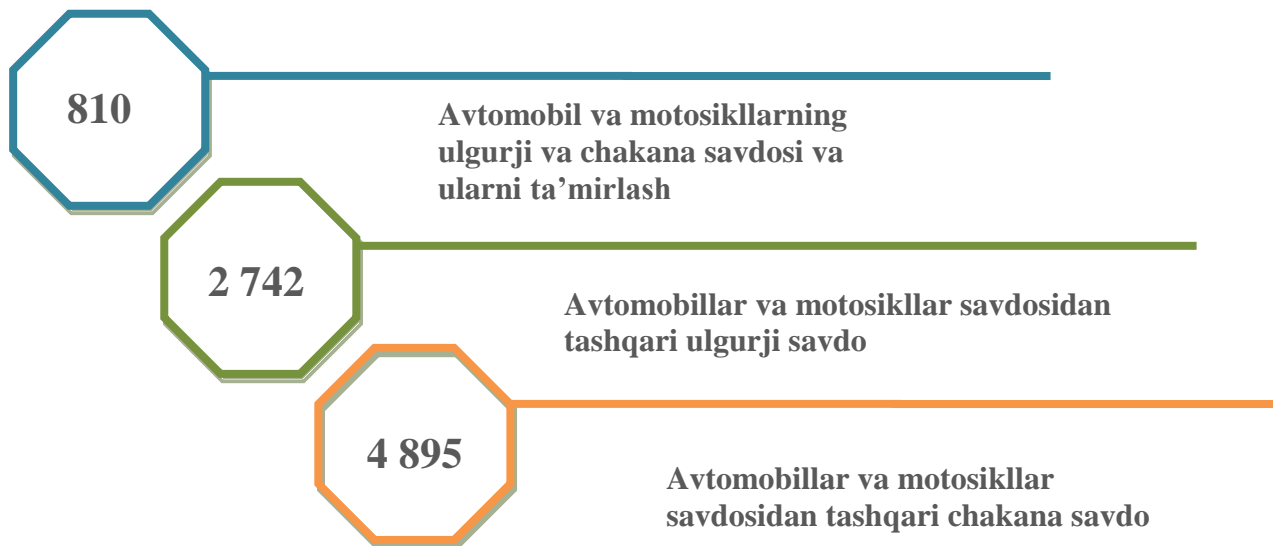 810
Avtomobil va motosikllarning
ulgurji va chakana savdosi va
ularni ta’mirlash
2 742
Avtomobillar va motosikllar savdosidan
tashqari ulgurji savdo
4 895
Avtomobillar va motosikllar
savdosidan tashqari chakana savdo